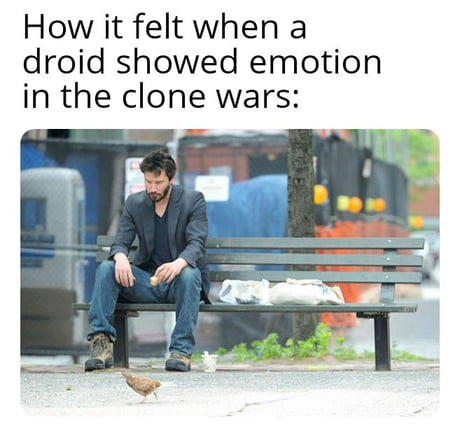 How it felt when a
droid showed emotion
in the clone wars: